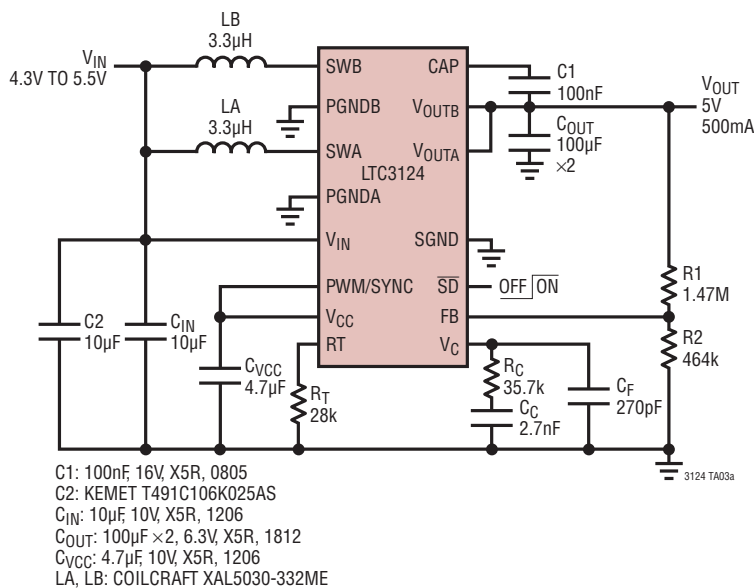 LB
3.3µH
VIN
4.3V TO 5.5V
LA
3.3µH
SWB
PGNDB
SWA
PGNDA
VIN
PWM/SYNC
VCC
RT
LTC3124
CAP
VOUTB
VOUTA
SGND
SD
FB
VC
C1
100nF
COUT
100µF
×2
VOUT
5V
500mA
OFF ON
R1
1.47M
R2
464k
C2
10µF
CIN
10µF
CVCC
4.7µF
RT
28k
RC
35.7k
CC
2.7nF
CF
270pF
3124 TA03a
C1: 100nF, 16V, X5R, 0805
C2: KEMET T491C106K025AS
CIN: 10µF, 10V, X5R, 1206
COUT: 100µF ×2, 6.3V, X5R, 1812
CVCC: 4.7µF, 10V, X5R, 1206
LA, LB: COILCRAFT XAL5030-332ME